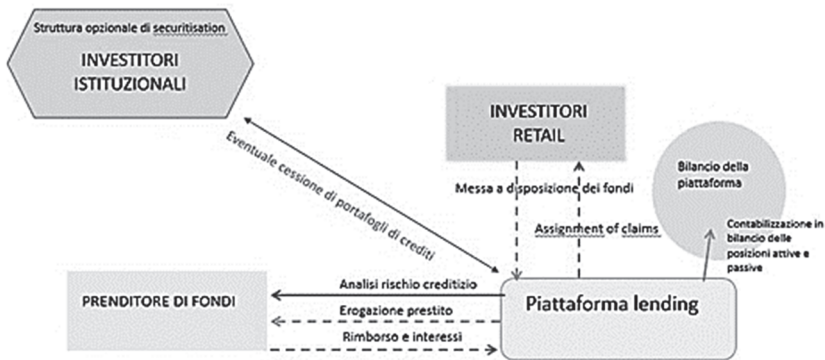 Struttura opzionale di securitisation
INVESTITORI
ISTITUZIONALI
INVESTITORI
RETAIL
Bilancio della
piattaforma
Eventuale cessione di portafogli di crediti
Messa a disposizione dei fondi
Assignment of claims
Contabilizzazione in
bilancio delle
posizioni attive e
passive
PRENDITORE DI FONDI
Analisi rischio creditizio
Erogazione prestito
Rimborso e interessi
Piattaforma lending